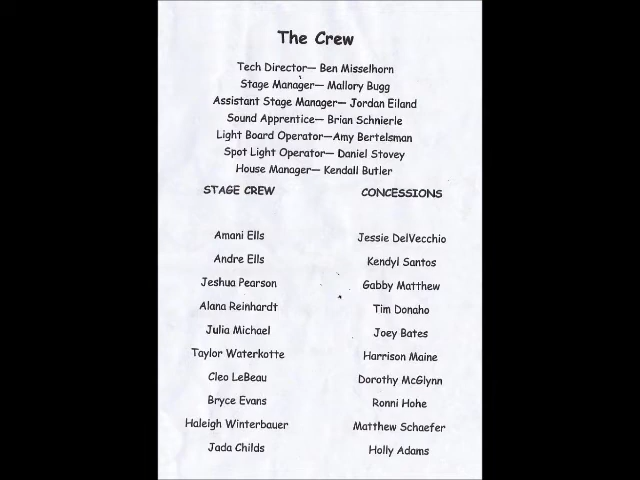 The Crew
Tech Director— Ben Misselhorn
Stage Manager— Mallory Bugg
Assistant Stage Manager— Jordan Eiland
Sound Apprentice— Brian Schnierle
Light Board Operator—Amy Bertelsman
Spot Light Operator— Daniel Stovey
House Manager— Kendall Butler
STAGE CREW
Amani Ells
Andre Ells
Jeshua Pearson
Alana Reinhardt
Julia Michael
Taylor Waterkotte
Cleo LeBeau
Bryce Evans
Haleigh Winterbauer
Jada Childs
CONCESSIONS
Jessie DelVecchio
Kendyl Santos
Gabby Matthew
Tim Donaho
Joey Bates
Harrison Maine
Dorothy McGlynn
Ronni Hohe
Matthew Schaefer
Holly Adams